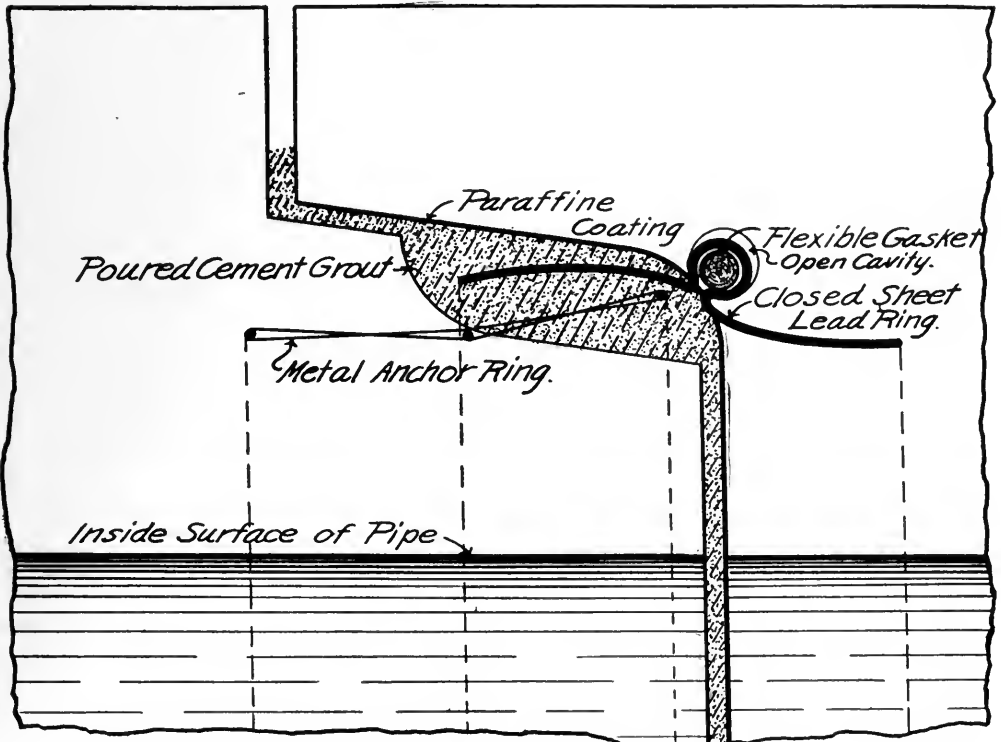 Paraffine
Coating
Flexible Gasket
Open Cavity.
Poured Cement Grout
Closed Sheet
Lead Ring.
Metal Anchor Ring.
Inside Surface of Pipe